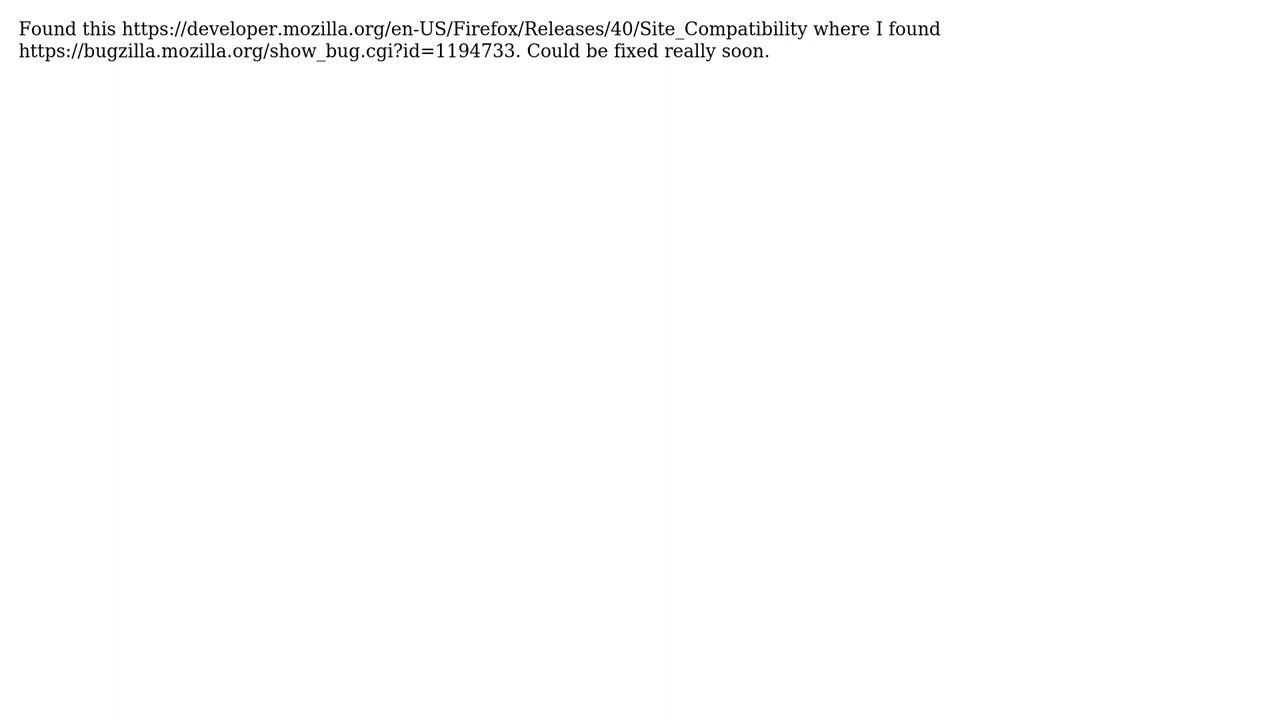 Found this https://developer.mozilla.org/en-US/Firefox/Releases/40/Site_Compatibility where I found
https://bugzilla.mozilla.org/show_bug.cgi?id=1194733. Could be fixed really soon.